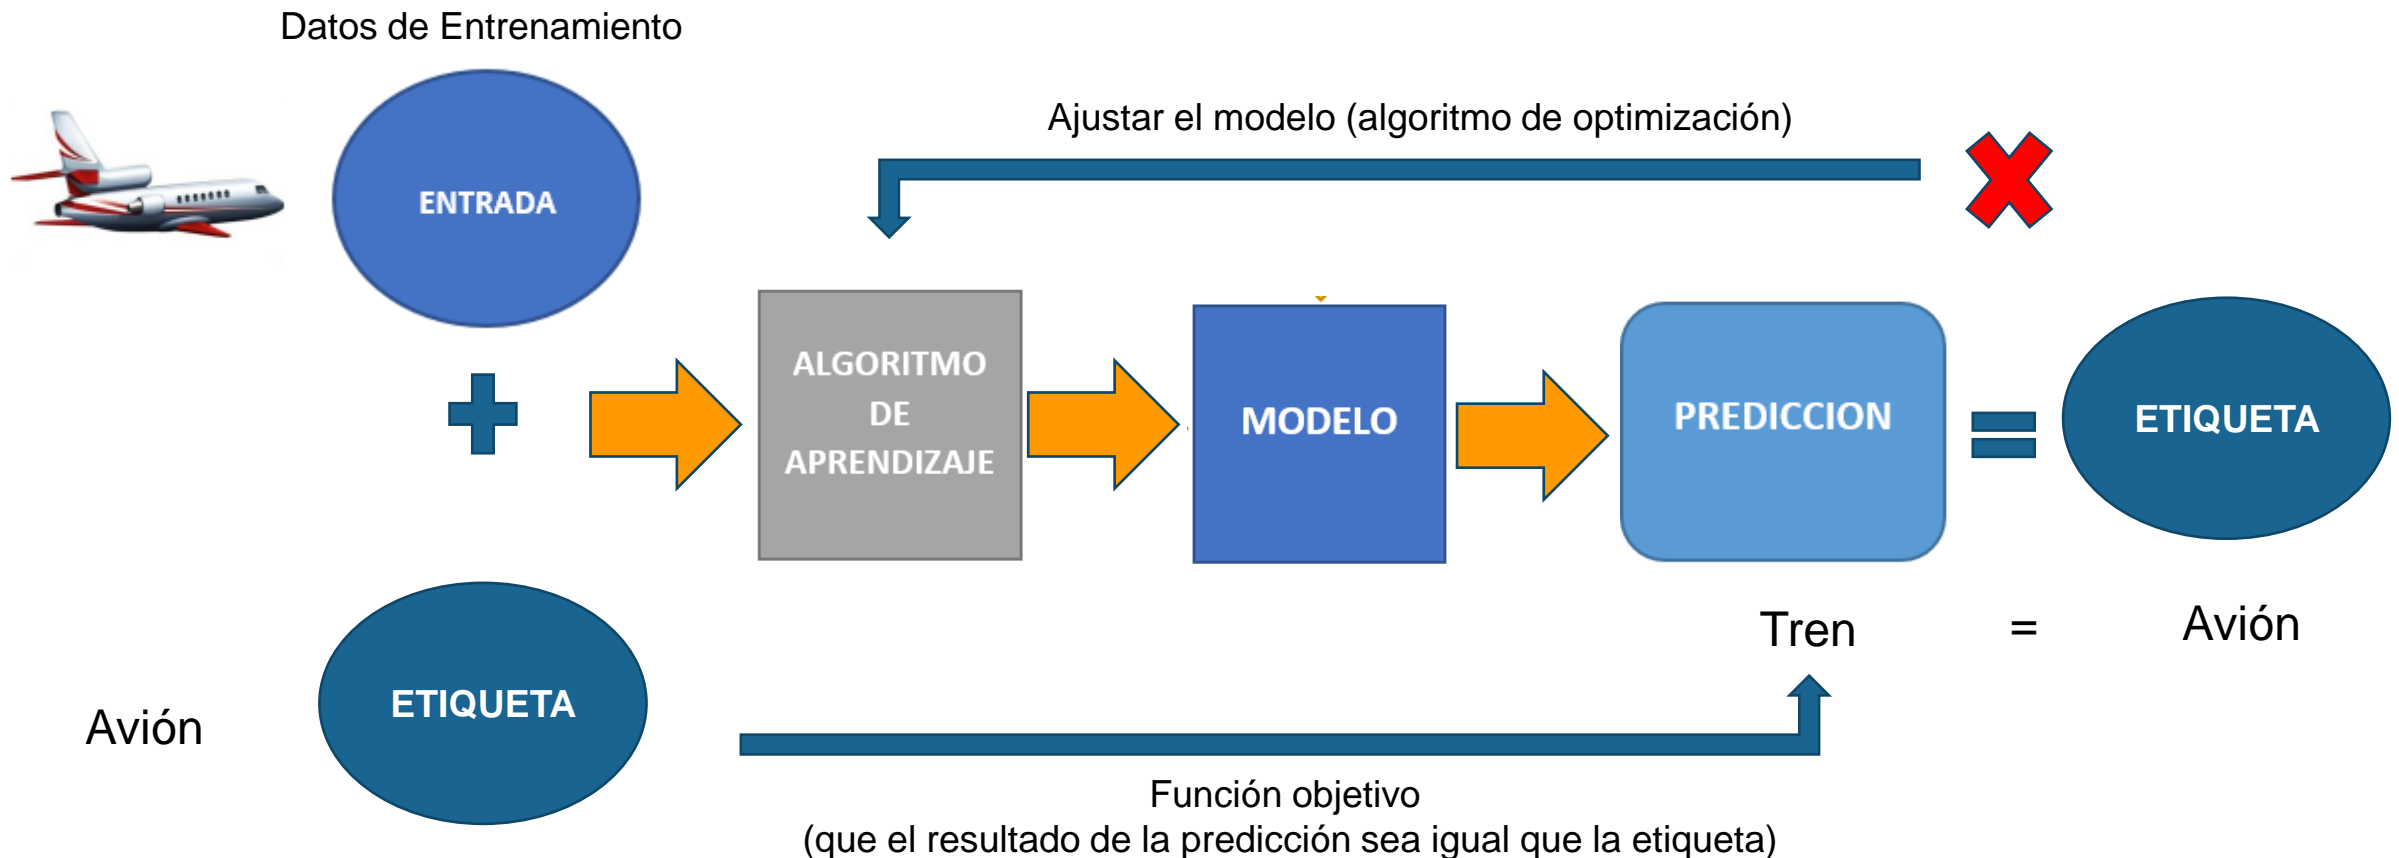 Datos de Entrenamiento
Ajustar el modelo (algoritmo de optimización)
ENTRADA
ALGORITMO
DE
APRENDIZAJE
MODELO
PREDICCION
ETIQUETA
Tren = Avión
Avión
ETIQUETA
Función objetivo
(que el resultado de la predicción sea igual que la etiqueta)